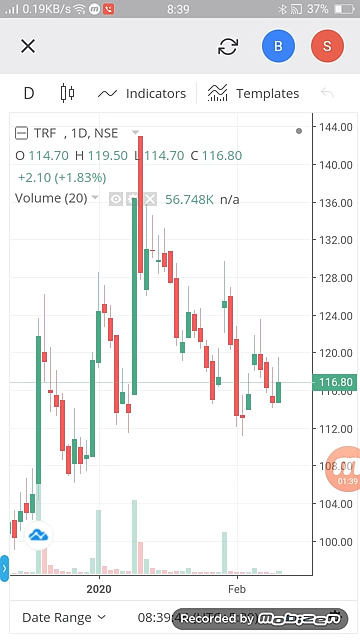 0.19KB/s 8:39 37%
B S
D Indicators Templates
TRF , 1D, NSE
O 114.70 H 119.50 L 114.70 C 116.80
+2.10 (+1.83%)
Volume (20) 56.748K n/a
144.00
140.00
136.00
132.00
128.00
124.00
120.00
116.80
112.00
108.00
01:39
104.00
100.00
2020 Feb
Date Range 08:39:4
Recorded by Mobizen